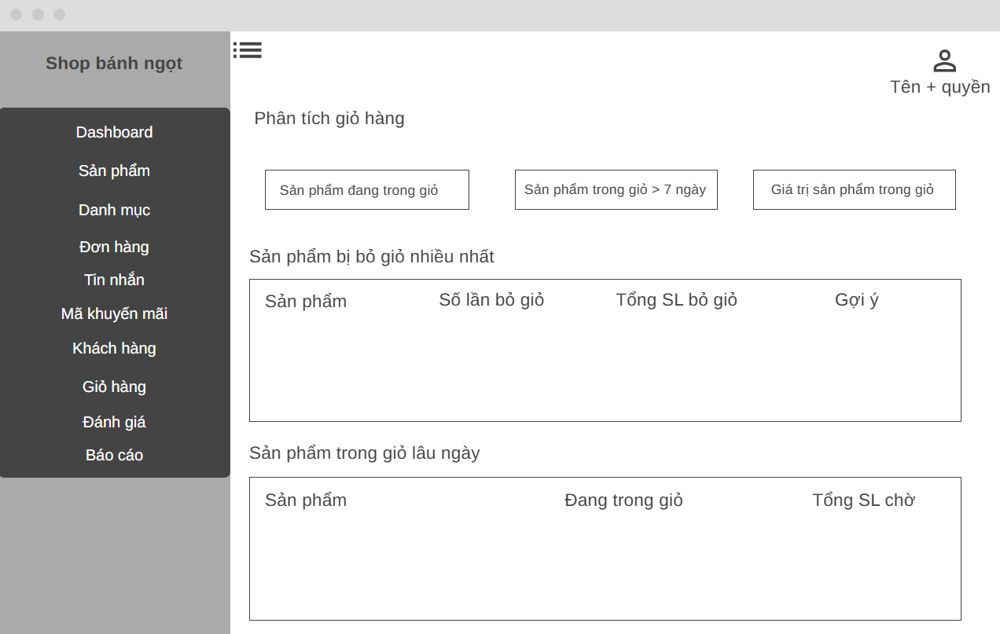 Shop bánh ngọt
Dashboard
Sản phẩm
Danh mục
Đơn hàng
Tin nhắn
Mã khuyến mãi
Khách hàng
Giỏ hàng
Đánh giá
Báo cáo
Tên + quyền
Phân tích giỏ hàng
Sản phẩm đang trong giỏ
Sản phẩm trong giỏ > 7 ngày
Giá trị sản phẩm trong giỏ
Sản phẩm bị bỏ giỏ nhiều nhất
Sản phẩm Số lần bỏ giỏ Tổng SL bỏ giỏ Gợi ý
Sản phẩm trong giỏ lâu ngày
Sản phẩm Đang trong giỏ Tổng SL chờ